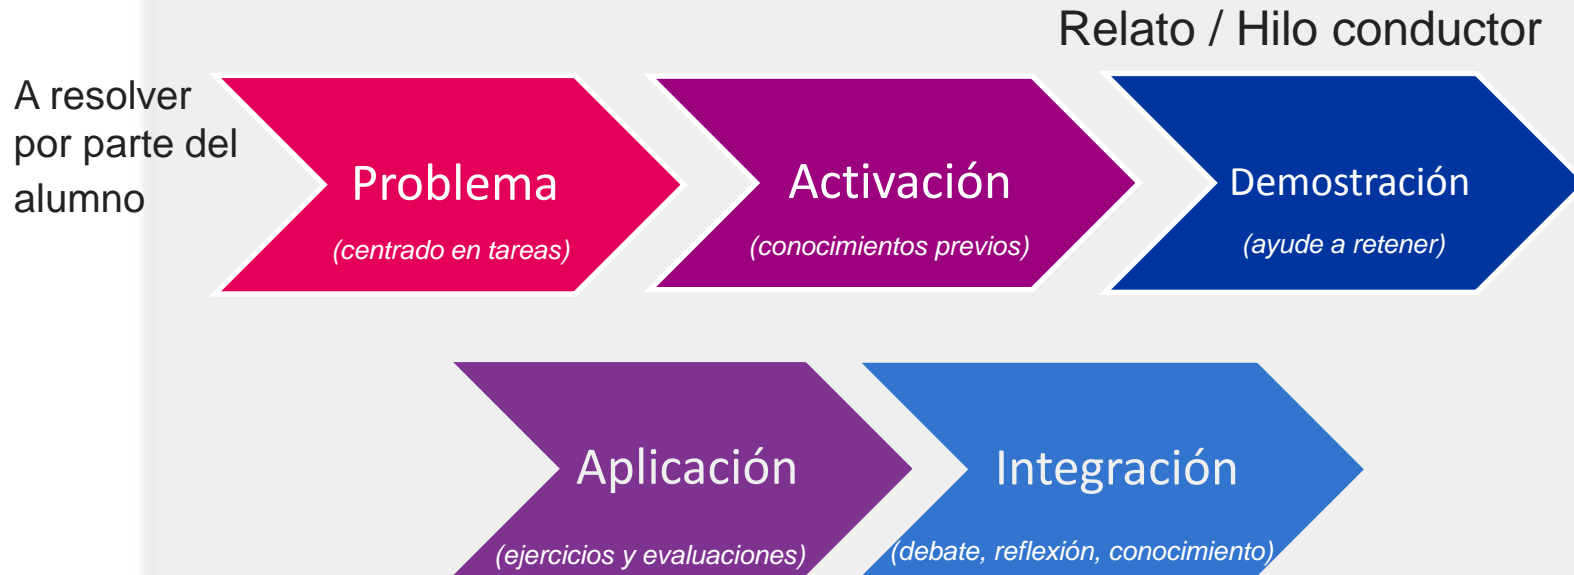 Relato / Hilo conductor
A resolver
por parte del
alumno
Problema
(centrado en tareas)
Activación
(conocimientos previos)
Demostración
(ayude a retener)
Aplicación
(ejercicios y evaluaciones)
Integración
(debate, reflexión, conocimiento)